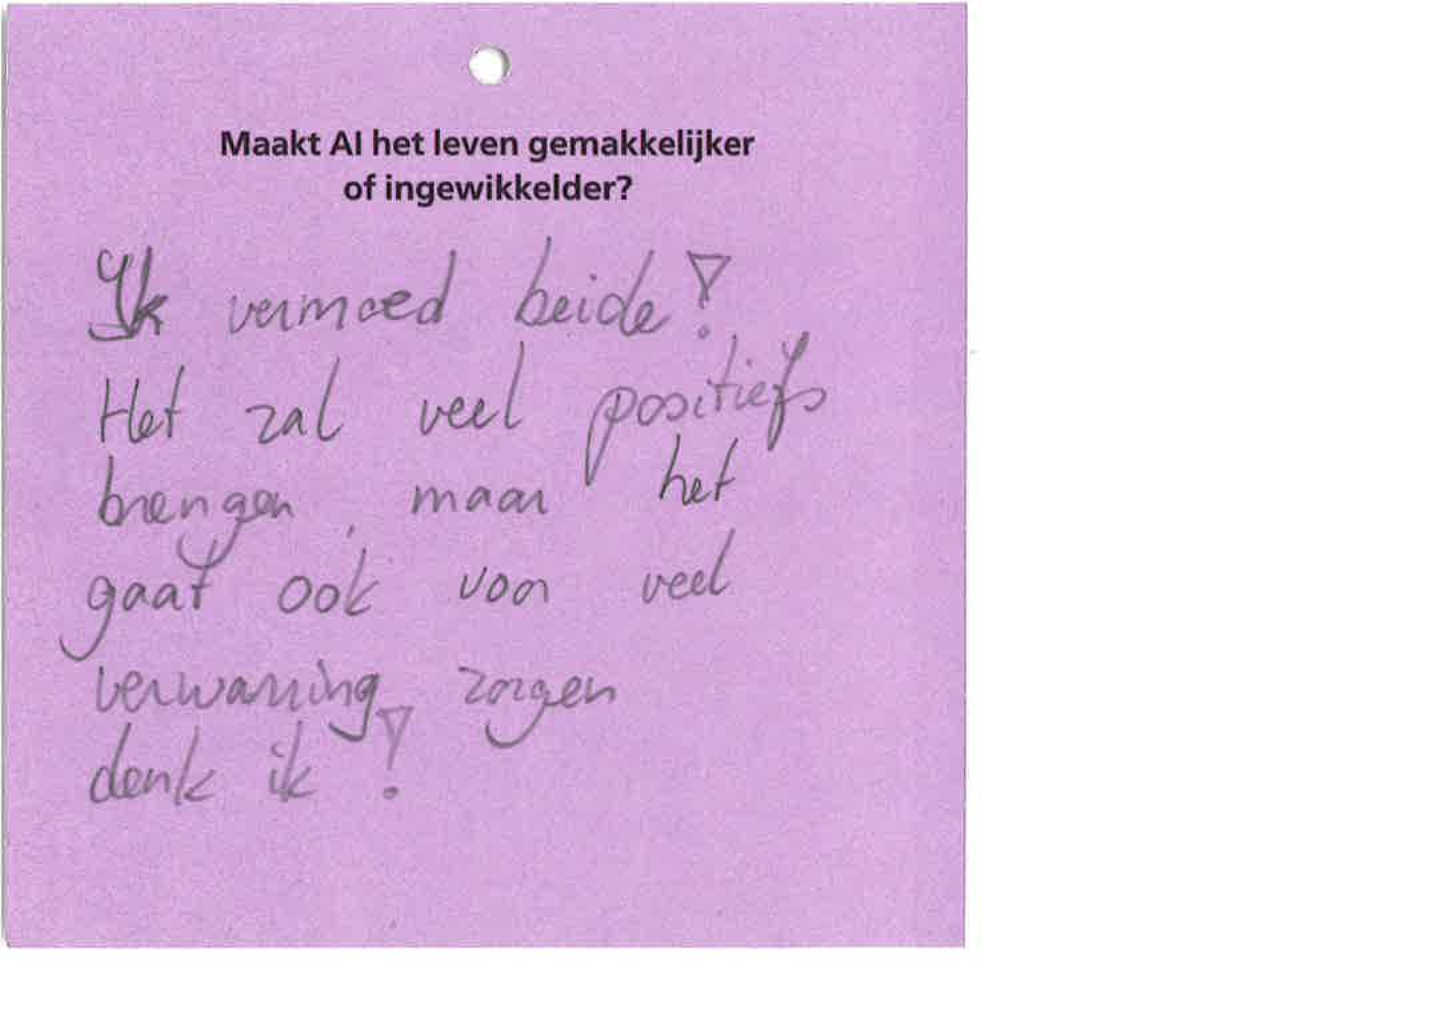 Maakt AI het leven gemakkelijker
of ingewikkelder?
Ik vermoed beide!
Het zal veel positiefs
brengen, maar het
gaat ook voor veel
verwarring zorgen
denk ik!